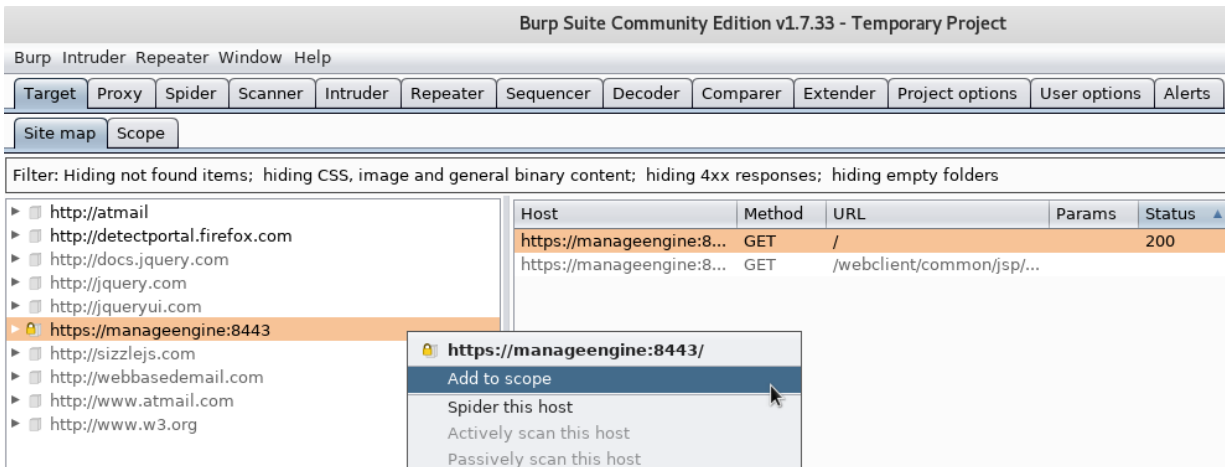 Burp Suite Community Edition v1.7.33 - Temporary Project
Burp Intruder Repeater Window Help
Target Proxy Spider Scanner Intruder Repeater Sequencer Decoder Comparer Extender Project options User options Alerts
Site map Scope
Filter: Hiding not found items; hiding CSS, image and general binary content; hiding 4xx responses; hiding empty folders
http://atmail
http://detectportal.firefox.com
http://docs.jquery.com
http://jquery.com
http://jqueryui.com
https://manageengine:8443
http://sizzlejs.com
http://webbasedemail.com
http://www.atmail.com
http://www.w3.org
Host Method URL Params Status
https://manageengine:8... GET / 200
https://manageengine:8... GET /webclient/common/jsp/...
https://manageengine:8443/
Add to scope
Spider this host
Actively scan this host
Passively scan this host